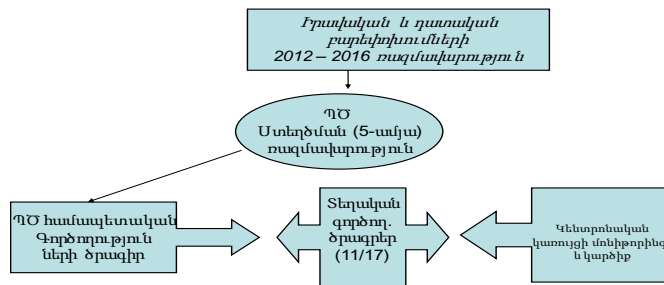 Իրավական և դատական
բարեփոխումների
2012 – 2016 ռազմավարություն
ՊԾ
Ստեղծման (5-ամյա)
ռազմավարություն
ՊԾ համապետական
Գործողություն
ների ծրագիր
Տեղական
գործող.
ծրագրեր
(11/17)
Կենտրոնական
կառույցի մոնիթորինգ
և կարծիք